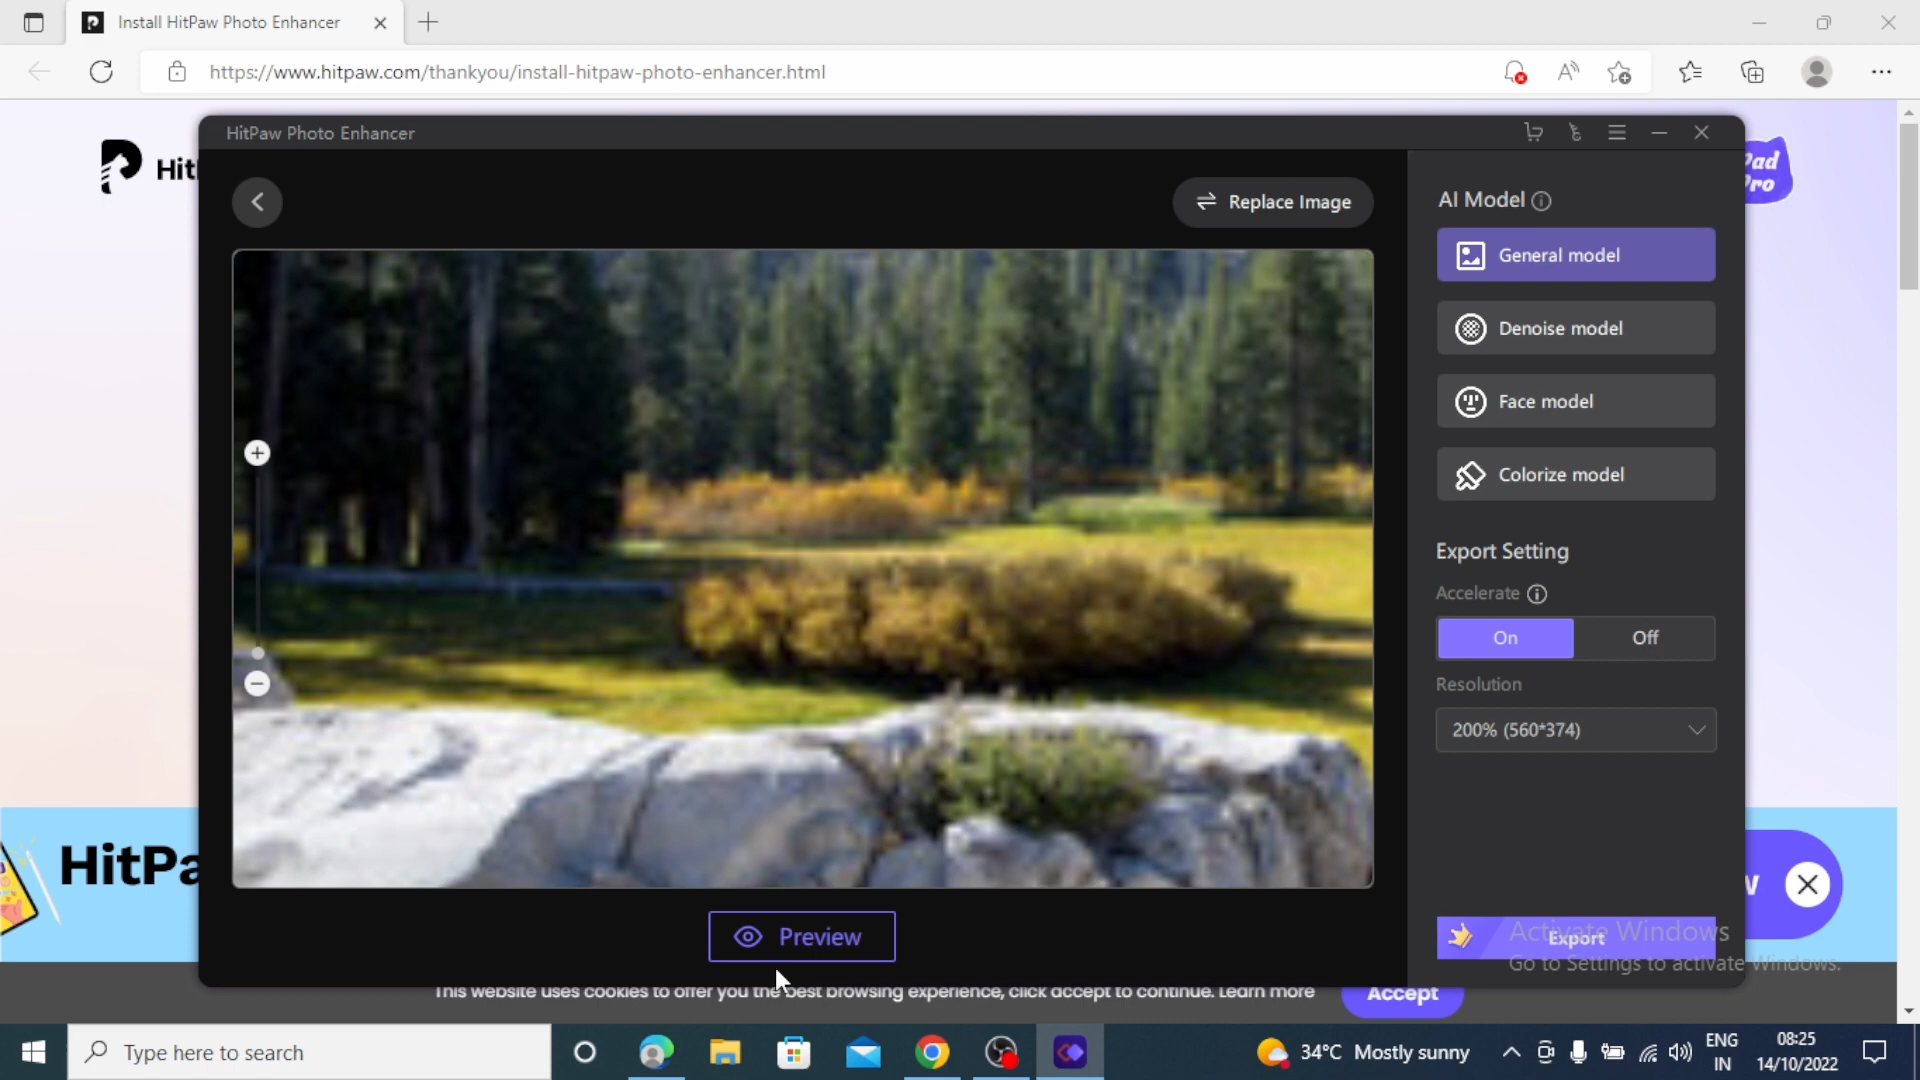 Install HitPaw Photo Enhancer
https://www.hitpaw.com/thankyou/install-hitpaw-photo-enhancer.html
HitPaw Photo Enhancer
Hit
Pad
Pro
Replace Image
AI Model
General model
Denoise model
Face model
Colorize model
Export Setting
Accelerate
On
Off
Resolution
200% (560*374)
HitPa
W
Preview
Export
Activate Windows
Go to Settings to activate Windows.
This website uses cookies to offer you the best browsing experience, click accept to continue. Learn more
Accept
Type here to search
34°C Mostly sunny
ENG
IN
08:25
14/10/2022